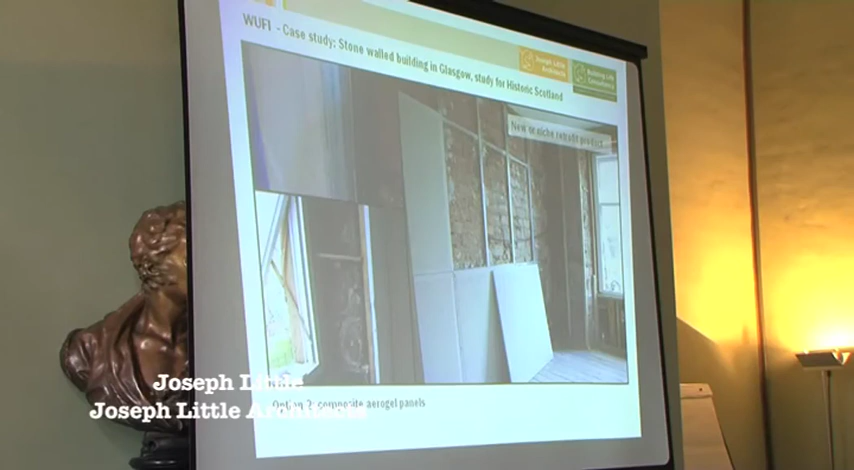 WUFI - Case study: Stone walled building in Glasgow, study for Historic Scotland
Joseph Little
Architects
Building Life
Consultancy
New or niche retrofit product
Joseph Little
Joseph Little Architects
Option 2: composite aerogel panels